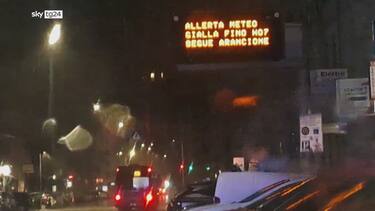 sky tg24
ALLERTA METEO
GIALLA FINO H07
SEGUE ARANCIONE